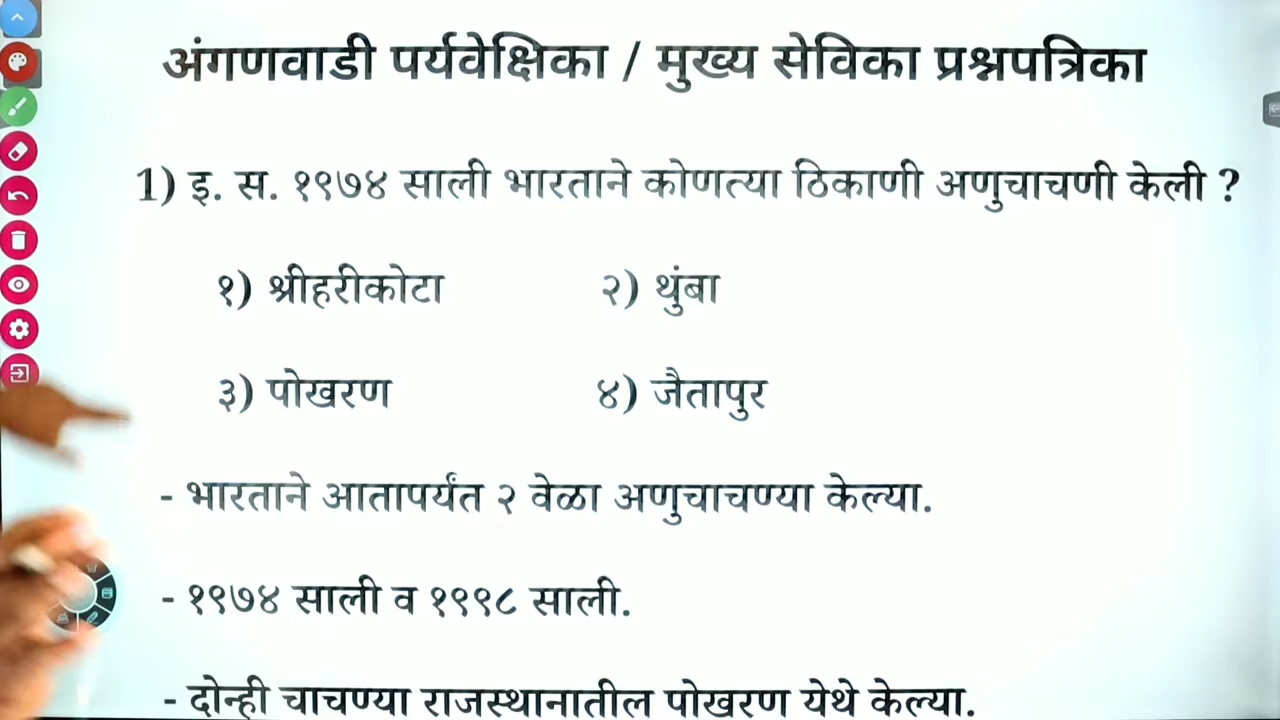 अंगणवाडी पर्यवेक्षिका / मुख्य सेविका प्रश्नपत्रिका
1) इ. स. १९७४ साली भारताने कोणत्या ठिकाणी अणुचाचणी केली ?
१) श्रीहरीकोटा २) थुंबा
३) पोखरण ४) जैतापुर
- भारताने आतापर्यंत २ वेळा अणुचाचण्या केल्या.
- १९७४ साली व १९९८ साली.
- दोन्ही चाचण्या राजस्थानातील पोखरण येथे केल्या.